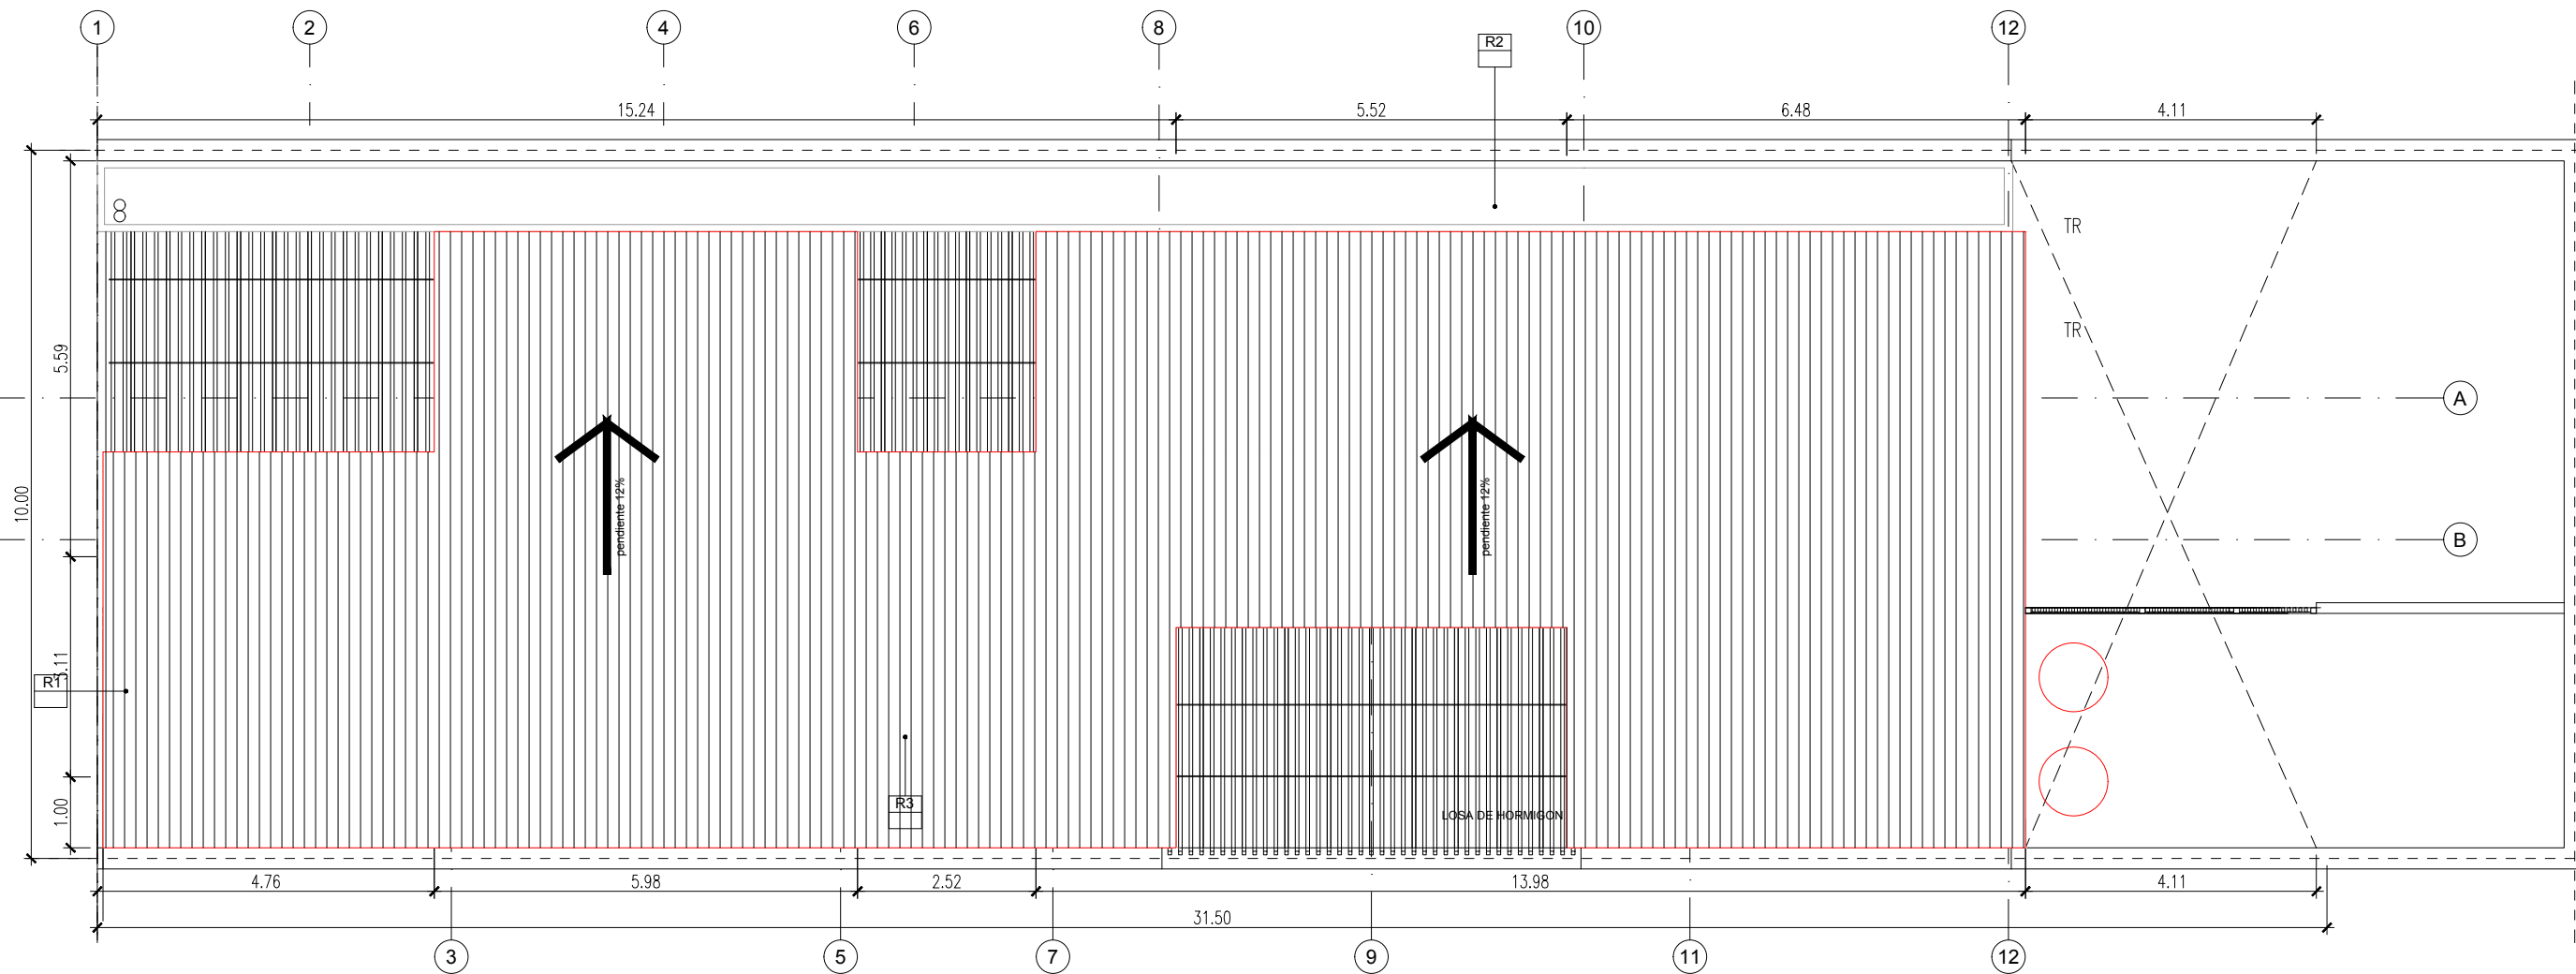 1
2
4
6
8
10
12
R2
15.24
5.52
6.48
4.11
TR
TR
5.59
A
10.00
pendiente 12%
pendiente 12%
B
R1
3.11
1.00
R3
LOSA DE HORMIGON
4.76
5.98
2.52
13.98
4.11
31.50
3
5
7
9
11
12